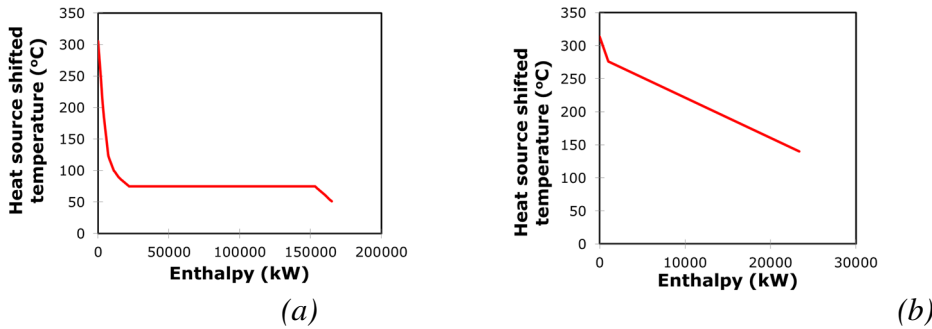 Heat source shifted
temperature (°C)
350
300
250
200
150
100
50
0
0 50000 100000 150000 200000
Enthalpy (kW)
(a)
Heat source shifted
temperature (°C)
350
300
250
200
150
100
50
0
0 10000 20000 30000
Enthalpy (kW)
(b)